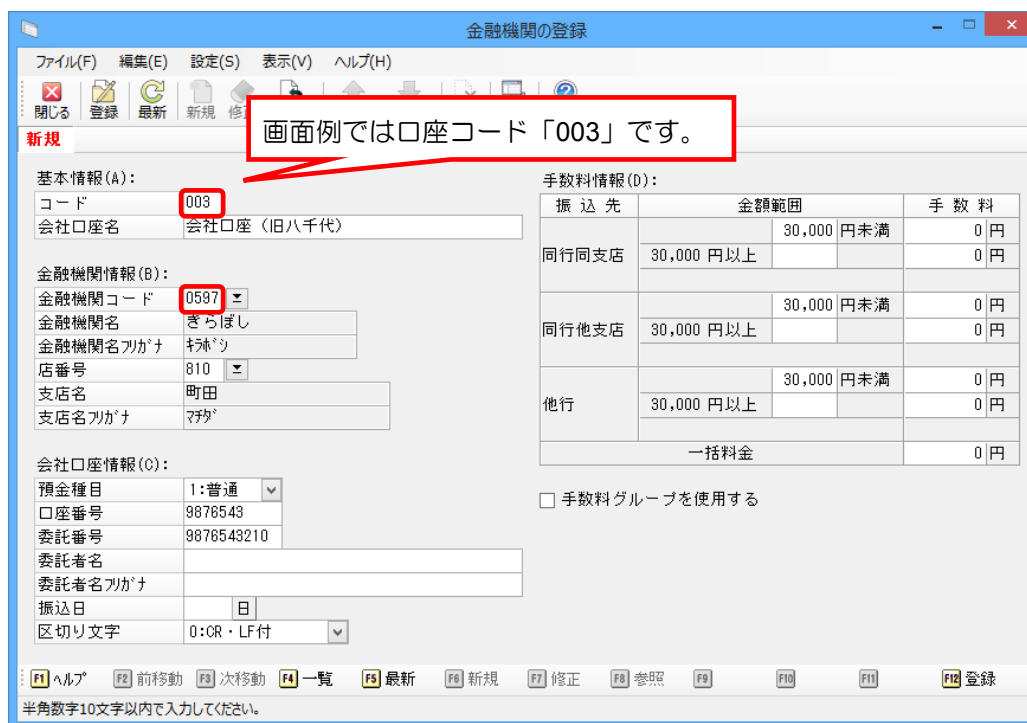 金融機関の登録
ファイル(F) 編集(E) 設定(S) 表示(V) ヘルプ(H)
閉じる 登録 最新 新規
画面例では口座コード「003」です。
新規
基本情報(A):
コード 003
会社口座名 会社口座（旧八千代）
金融機関情報(B):
金融機関コード 0597
金融機関名 きらぼし
金融機関名フリガナ キラボシ
店番号 810
支店名 町田
支店名フリガナ マチダ
会社口座情報(C):
預金種目 1:普通
口座番号 9876543
委託番号 9876543210
委託者名
委託者名フリガナ
振込日 日
区切り文字 0:CR・LF付
手数料情報(D):
振込先 金額範囲 手数料
30,000 円未満 0 円
同行同支店 30,000 円以上 0 円
30,000 円未満 0 円
同行他支店 30,000 円以上 0 円
30,000 円未満 0 円
他行 30,000 円以上 0 円
一括料金 0 円
手数料グループを使用する
F1 ヘルプ F2 前移動 F3 次移動 F4 一覧 F5 最新 F6 新規 F7 修正 F8 参照 F9 F10 F11 F12 登録
半角数字10文字以内で入力してください。